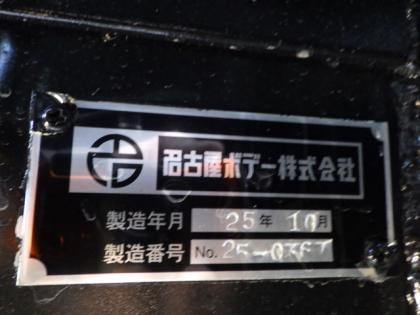 名古屋ボデー株式会社
製造年月 25年 10月
製造番号 No. 25-0367